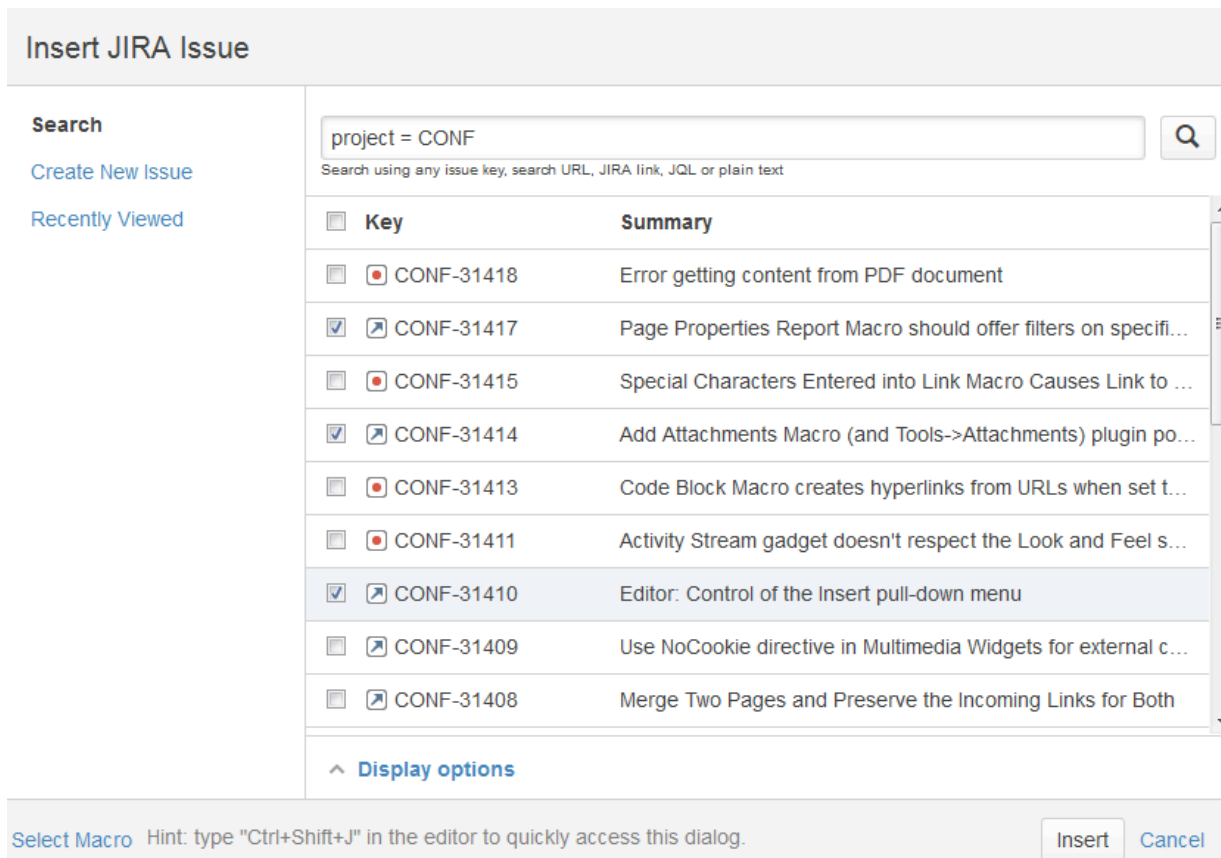 Insert JIRA Issue
Search
Create New Issue
Recently Viewed
project = CONF
Search using any issue key, search URL, JIRA link, JQL or plain text
Key Summary
CONF-31418 Error getting content from PDF document
CONF-31417 Page Properties Report Macro should offer filters on specifi...
CONF-31415 Special Characters Entered into Link Macro Causes Link to ...
CONF-31414 Add Attachments Macro (and Tools->Attachments) plugin po...
CONF-31413 Code Block Macro creates hyperlinks from URLs when set t...
CONF-31411 Activity Stream gadget doesn't respect the Look and Feel s...
CONF-31410 Editor: Control of the Insert pull-down menu
CONF-31409 Use NoCookie directive in Multimedia Widgets for external c...
CONF-31408 Merge Two Pages and Preserve the Incoming Links for Both
Display options
Select Macro Hint: type "Ctrl+Shift+J" in the editor to quickly access this dialog. Insert Cancel